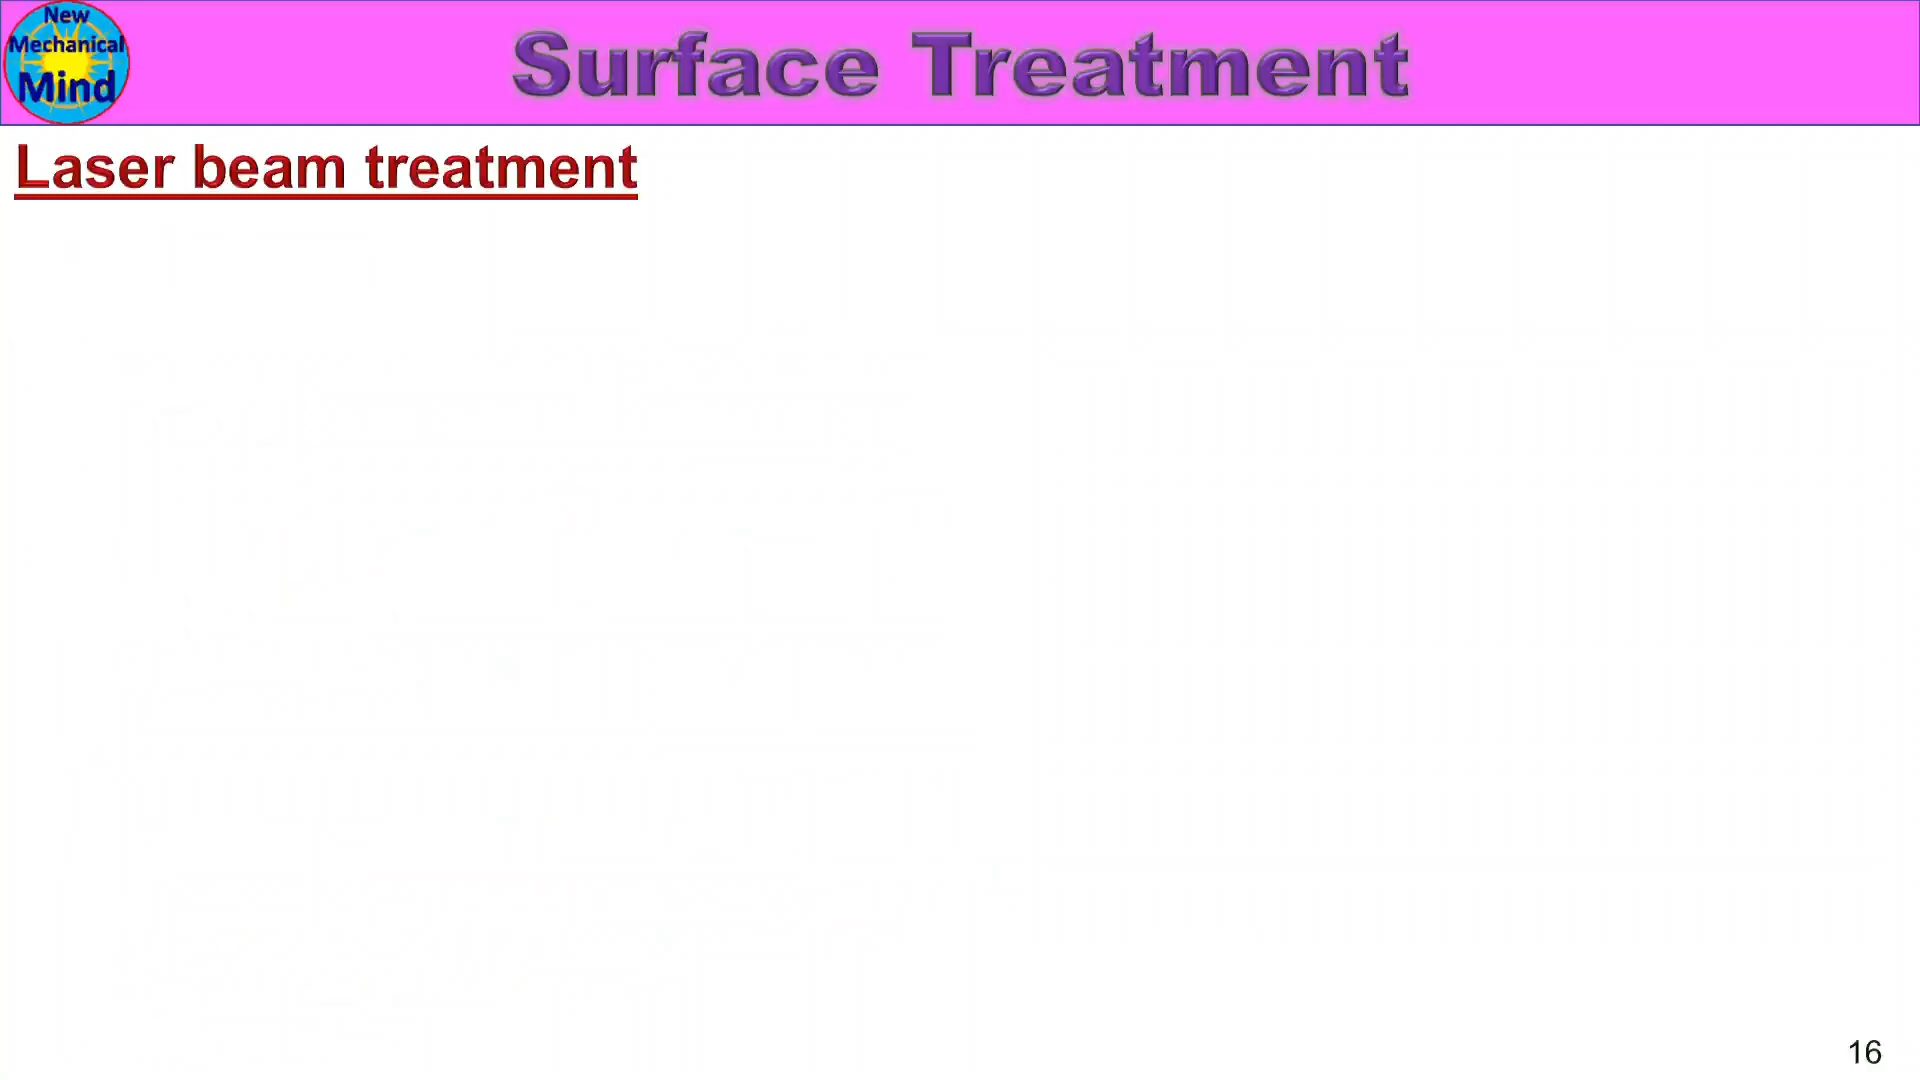 New
Mechanical
Mind
Surface Treatment
Laser beam treatment
16